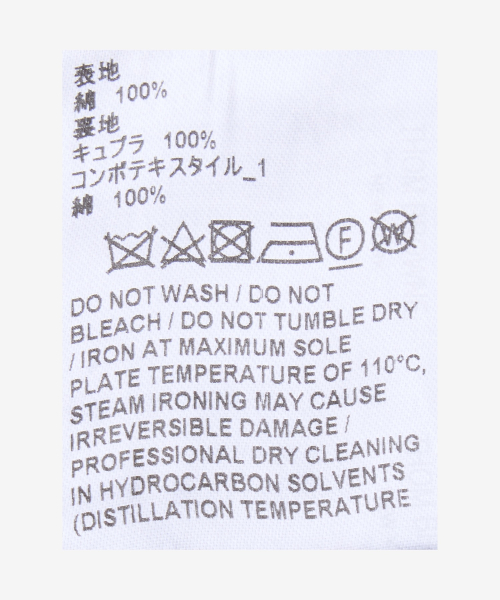 表地
綿 100%
裏地
キュプラ 100%
コンポテキスタイル_1
綿 100%
F W
DO NOT WASH / DO NOT
BLEACH / DO NOT TUMBLE DRY
/ IRON AT MAXIMUM SOLE
PLATE TEMPERATURE OF 110°C,
STEAM IRONING MAY CAUSE
IRREVERSIBLE DAMAGE /
PROFESSIONAL DRY CLEANING
IN HYDROCARBON SOLVENTS
(DISTILLATION TEMPERATURE